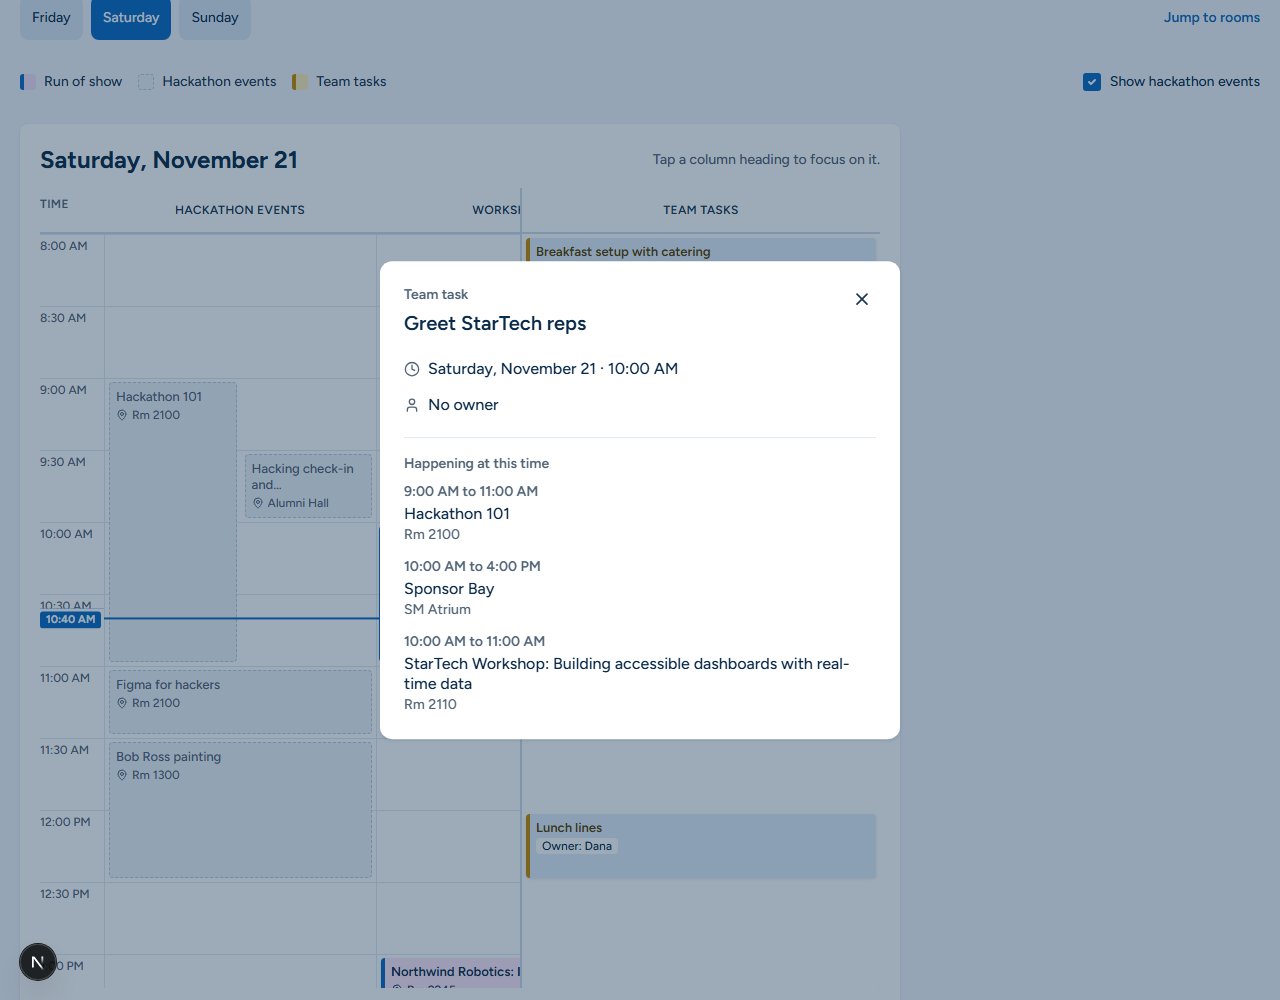 Friday
Saturday
Sunday
Jump to rooms
Run of show
Hackathon events
Team tasks
Show hackathon events
Saturday, November 21
Tap a column heading to focus on it.
TIME
HACKATHON EVENTS
WORKS
TEAM TASKS
8:00 AM
Breakfast setup with catering
8:30 AM
9:00 AM
Hackathon 101
Rm 2100
9:30 AM
Hacking check-in
and...
Alumni Hall
10:00 AM
10:30 AM
10:40 AM
11:00 AM
Figma for hackers
Rm 2100
11:30 AM
Bob Ross painting
Rm 1300
12:00 PM
Lunch lines
Owner: Dana
12:30 PM
00 PM
Northwind Robotics:
Team task
Greet StarTech reps
Saturday, November 21 · 10:00 AM
No owner
Happening at this time
9:00 AM to 11:00 AM
Hackathon 101
Rm 2100
10:00 AM to 4:00 PM
Sponsor Bay
SM Atrium
10:00 AM to 11:00 AM
StarTech Workshop: Building accessible dashboards with real-
time data
Rm 2110
N